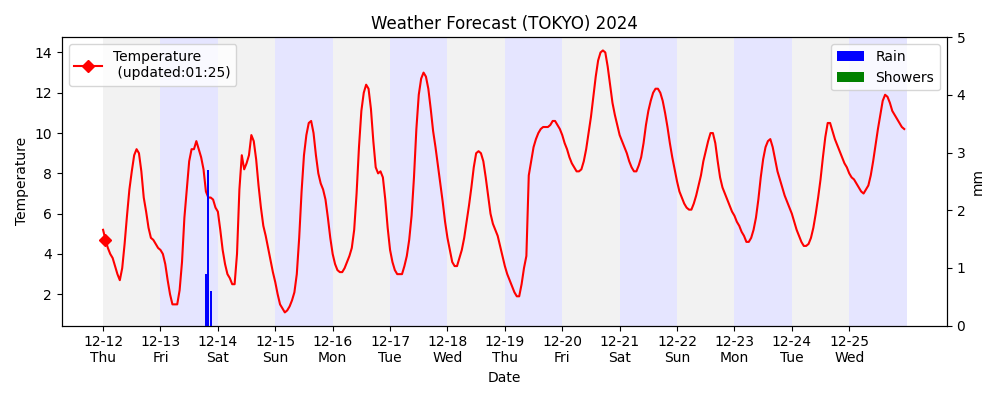 Weather Forecast (TOKYO) 2024
Temperature
(updated:01:25)
Rain
Showers
14
12
10
8
6
4
2
Temperature
5
4
3
2
1
0
mm
12-12 12-13 12-14 12-15 12-16 12-17 12-18 12-19 12-20 12-21 12-22 12-23 12-24 12-25
Thu Fri Sat Sun Mon Tue Wed Thu Fri Sat Sun Mon Tue Wed
Date